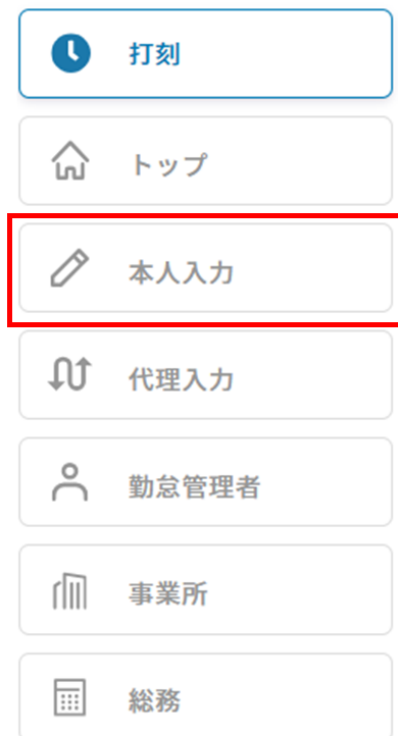 打刻
トップ
本人入力
代理入力
勤怠管理者
事業所
総務